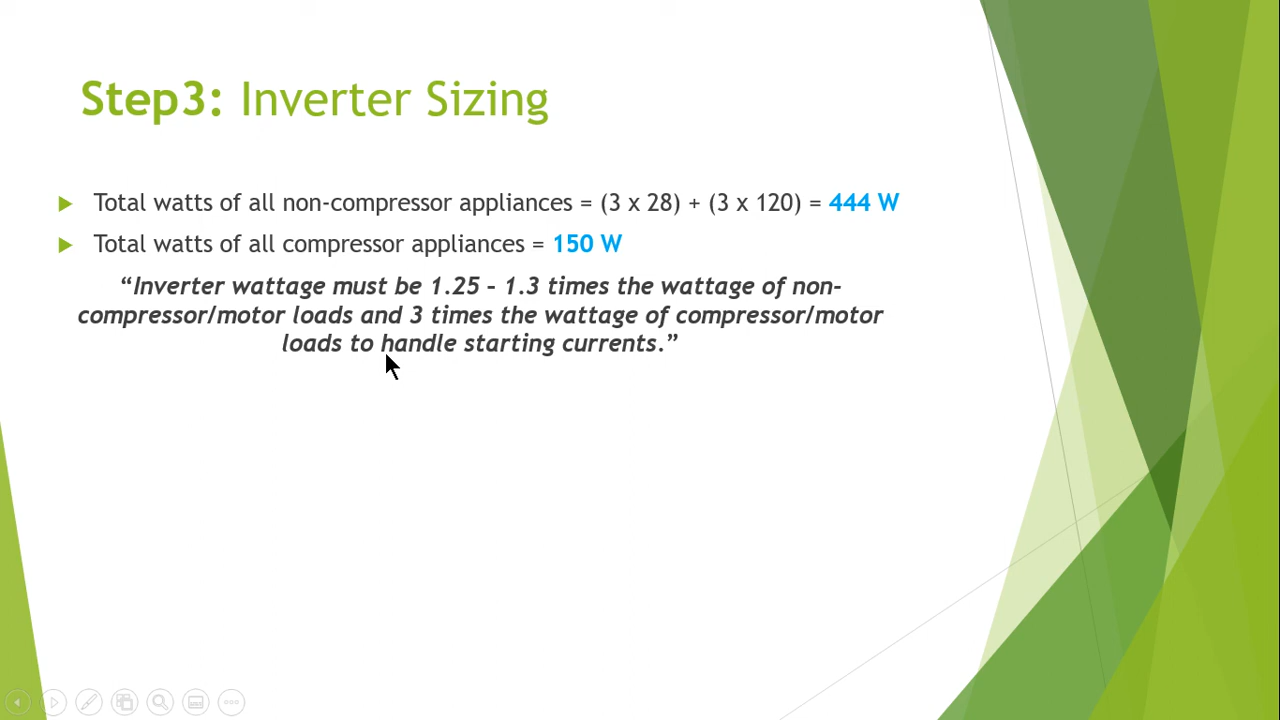 Step3: Inverter Sizing
Total watts of all non-compressor appliances = (3 x 28) + (3 x 120) = 444 W
Total watts of all compressor appliances = 150 W
“Inverter wattage must be 1.25 – 1.3 times the wattage of non-
compressor/motor loads and 3 times the wattage of compressor/motor
loads to handle starting currents.”